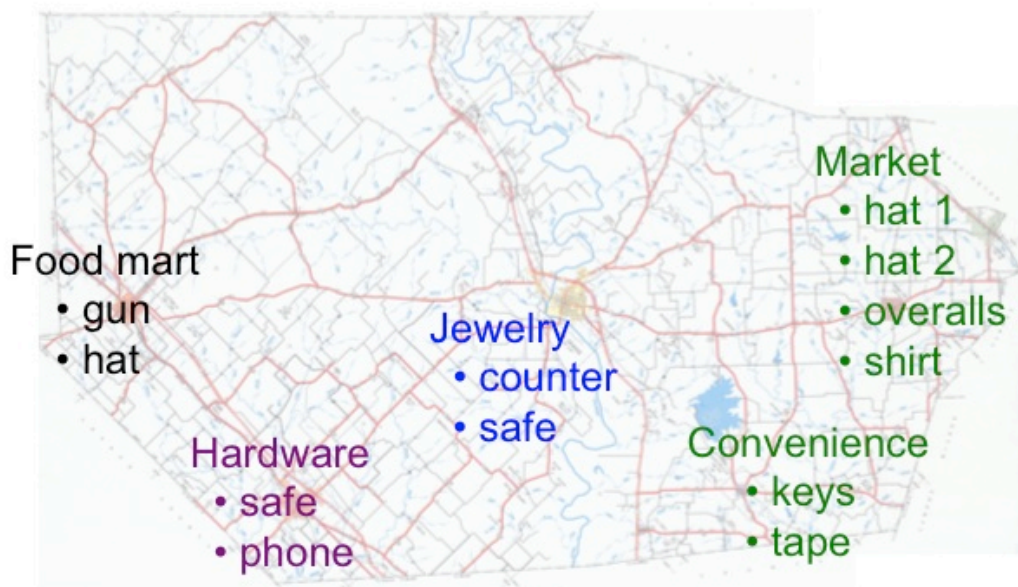 Market
• hat 1
• hat 2
• overalls
• shirt
Food mart
• gun
• hat
Jewelry
• counter
• safe
Hardware
• safe
• phone
Convenience
• keys
• tape